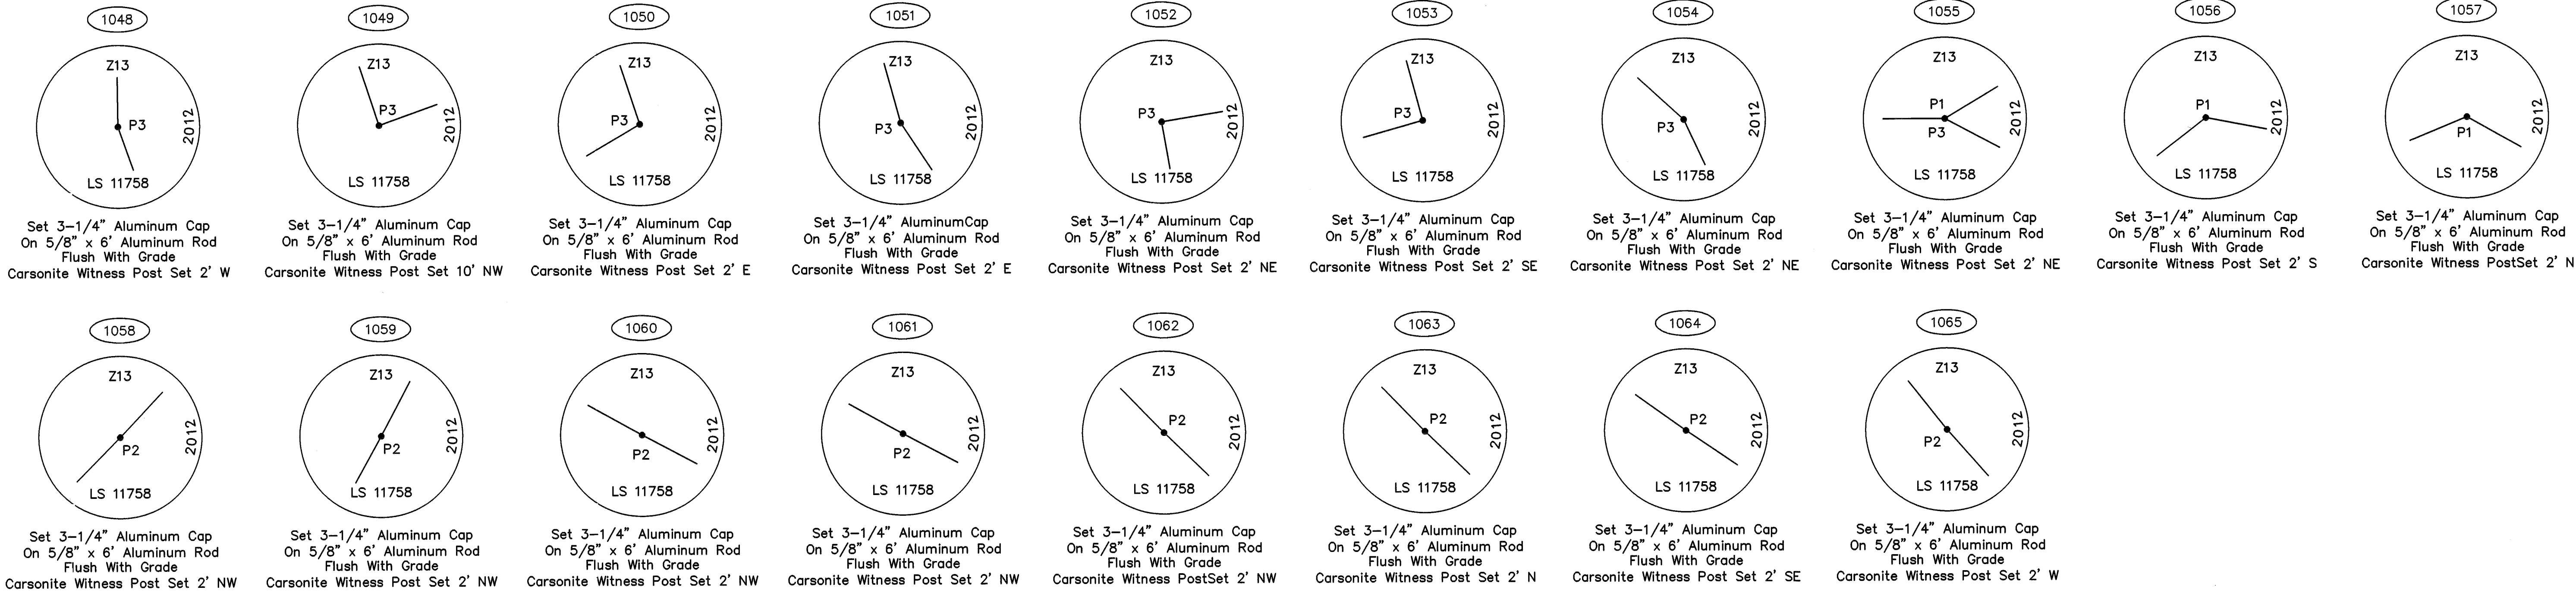 1048
Z13
P3
2012
LS 11758
Set 3-1/4" Aluminum Cap
On 5/8" x 6' Aluminum Rod
Flush With Grade
Carsonite Witness Post Set 2' W
1049
Z13
P3
2012
LS 11758
Set 3-1/4" Aluminum Cap
On 5/8" x 6' Aluminum Rod
Flush With Grade
Carsonite Witness Post Set 10' NW
1050
Z13
P3
2012
LS 11758
Set 3-1/4" Aluminum Cap
On 5/8" x 6' Aluminum Rod
Flush With Grade
Carsonite Witness Post Set 2' E
1051
Z13
P3
2012
LS 11758
Set 3-1/4" AluminumCap
On 5/8" x 6' Aluminum Rod
Flush With Grade
Carsonite Witness Post Set 2' E
1052
Z13
P3
2012
LS 11758
Set 3-1/4" Aluminum Cap
On 5/8" x 6' Aluminum Rod
Flush With Grade
Carsonite Witness Post Set 2' NE
1053
Z13
P3
2012
LS 11758
Set 3-1/4" Aluminum Cap
On 5/8" x 6' Aluminum Rod
Flush With Grade
Carsonite Witness Post Set 2' SE
1054
Z13
P3
2012
LS 11758
Set 3-1/4" Aluminum Cap
On 5/8" x 6' Aluminum Rod
Flush With Grade
Carsonite Witness Post Set 2' NE
1055
Z13
P1
P3
2012
LS 11758
Set 3-1/4" Aluminum Cap
On 5/8" x 6' Aluminum Rod
Flush With Grade
Carsonite Witness Post Set 2' NE
1056
Z13
P1
2012
LS 11758
Set 3-1/4" Aluminum Cap
On 5/8" x 6' Aluminum Rod
Flush With Grade
Carsonite Witness Post Set 2' S
1057
Z13
P1
2012
LS 11758
Set 3-1/4" Aluminum Cap
On 5/8" x 6' Aluminum Rod
Flush With Grade
Carsonite Witness PostSet 2' N
1058
Z13
P2
2012
LS 11758
Set 3-1/4" Aluminum Cap
On 5/8" x 6' Aluminum Rod
Flush With Grade
Carsonite Witness Post Set 2' NW
1059
Z13
P2
2012
LS 11758
Set 3-1/4" Aluminum Cap
On 5/8" x 6' Aluminum Rod
Flush With Grade
Carsonite Witness Post Set 2' NW
1060
Z13
P2
2012
LS 11758
Set 3-1/4" Aluminum Cap
On 5/8" x 6' Aluminum Rod
Flush With Grade
Carsonite Witness Post Set 2' NW
1061
Z13
P2
2012
LS 11758
Set 3-1/4" Aluminum Cap
On 5/8" x 6' Aluminum Rod
Flush With Grade
Carsonite Witness Post Set 2' NW
1062
Z13
P2
2012
LS 11758
Set 3-1/4" Aluminum Cap
On 5/8" x 6' Aluminum Rod
Flush With Grade
Carsonite Witness PostSet 2' NW
1063
Z13
P2
2012
LS 11758
Set 3-1/4" Aluminum Cap
On 5/8" x 6' Aluminum Rod
Flush With Grade
Carsonite Witness Post Set 2' N
1064
Z13
P2
2012
LS 11758
Set 3-1/4" Aluminum Cap
On 5/8" x 6' Aluminum Rod
Flush With Grade
Carsonite Witness Post Set 2' SE
1065
Z13
P2
2012
LS 11758
Set 3-1/4" Aluminum Cap
On 5/8" x 6' Aluminum Rod
Flush With Grade
Carsonite Witness Post Set 2' W